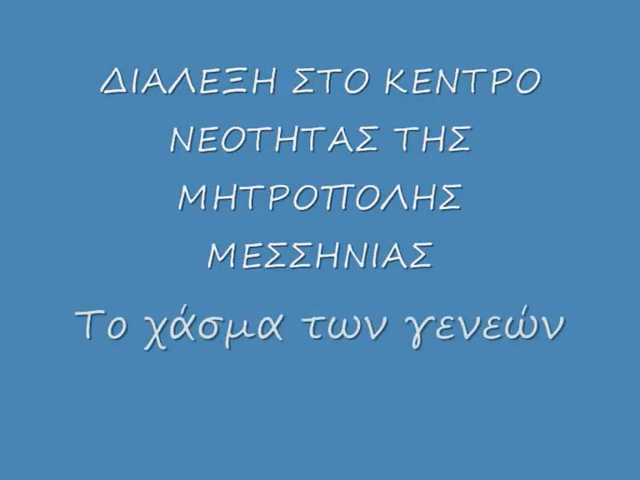 ΔΙΑΛΕΞΗ ΣΤΟ ΚΕΝΤΡΟ
ΝΕΟΤΗΤΑΣ ΤΗΣ
ΜΗΤΡΟΠΟΛΗΣ
ΜΕΣΣΗΝΙΑΣ
Το χάσμα των γενεών